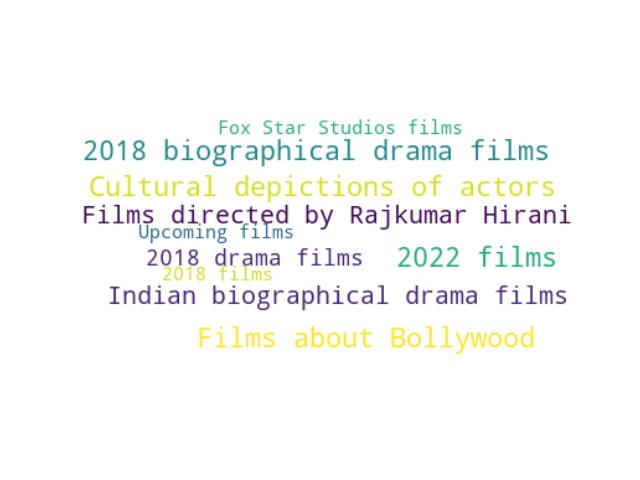 Fox Star Studios films
2018 biographical drama films
Cultural depictions of actors
Films directed by Rajkumar Hirani
Upcoming films
2018 drama films
2022 films
2018 films
Indian biographical drama films
Films about Bollywood